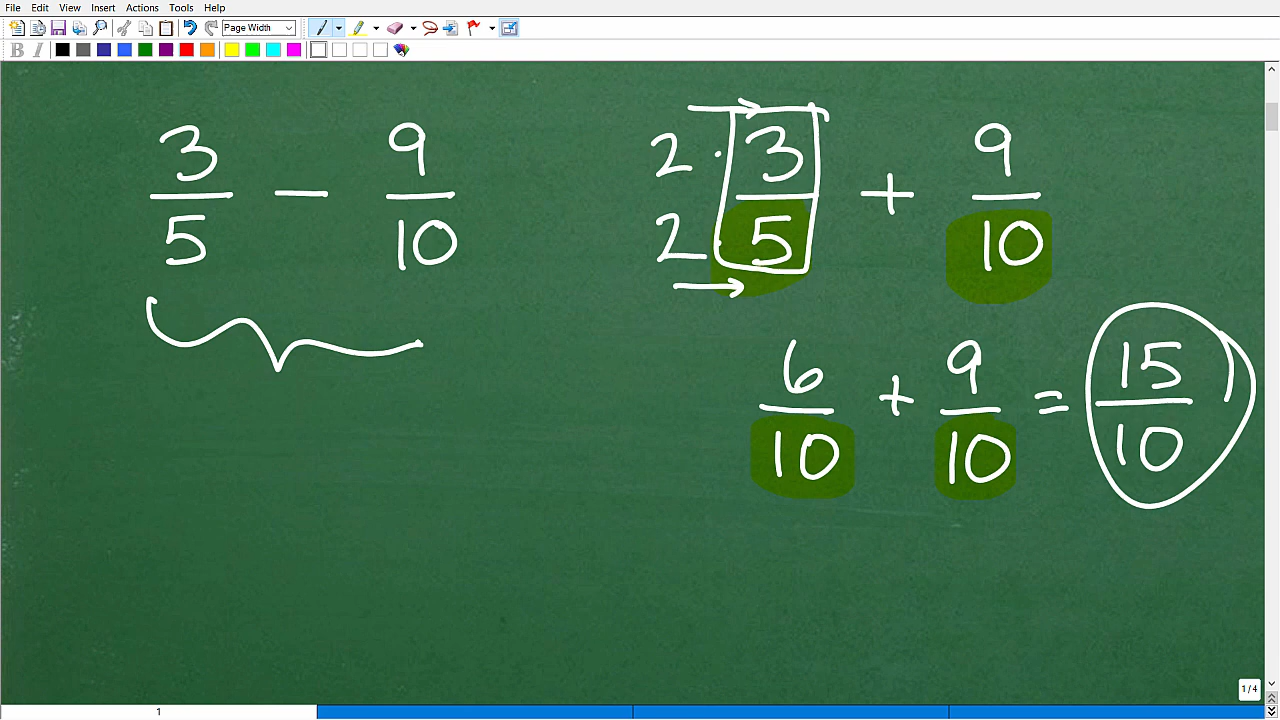 File Edit View Insert Actions Tools Help
Page Width
B I
3/5 − 9/10
2 · 3/2 · 5 + 9/10
6/10 + 9/10 = 15/10
1/4
1